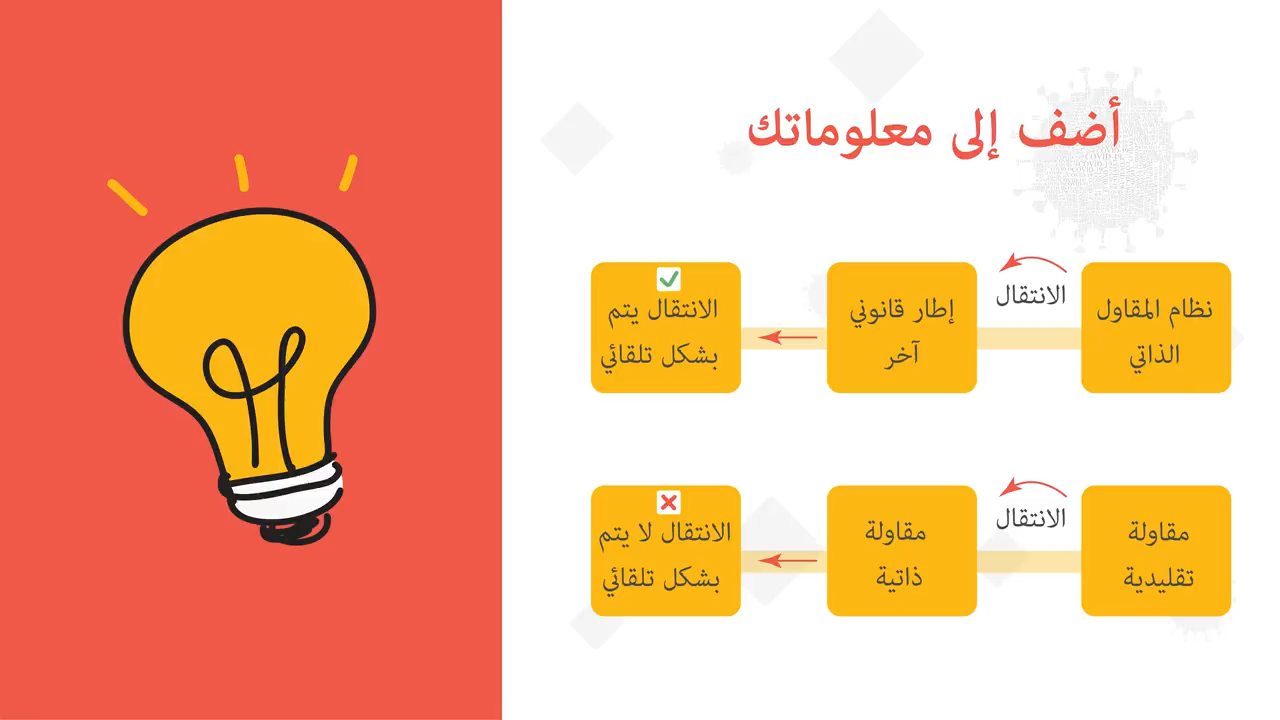 أضف إلى معلوماتك
نظام المقاول
الذاتي
الانتقال
إطار قانوني
آخر
الانتقال يتم
بشكل تلقائي
مقاولة
تقليدية
الانتقال
مقاولة
ذاتية
الانتقال لا يتم
بشكل تلقائي